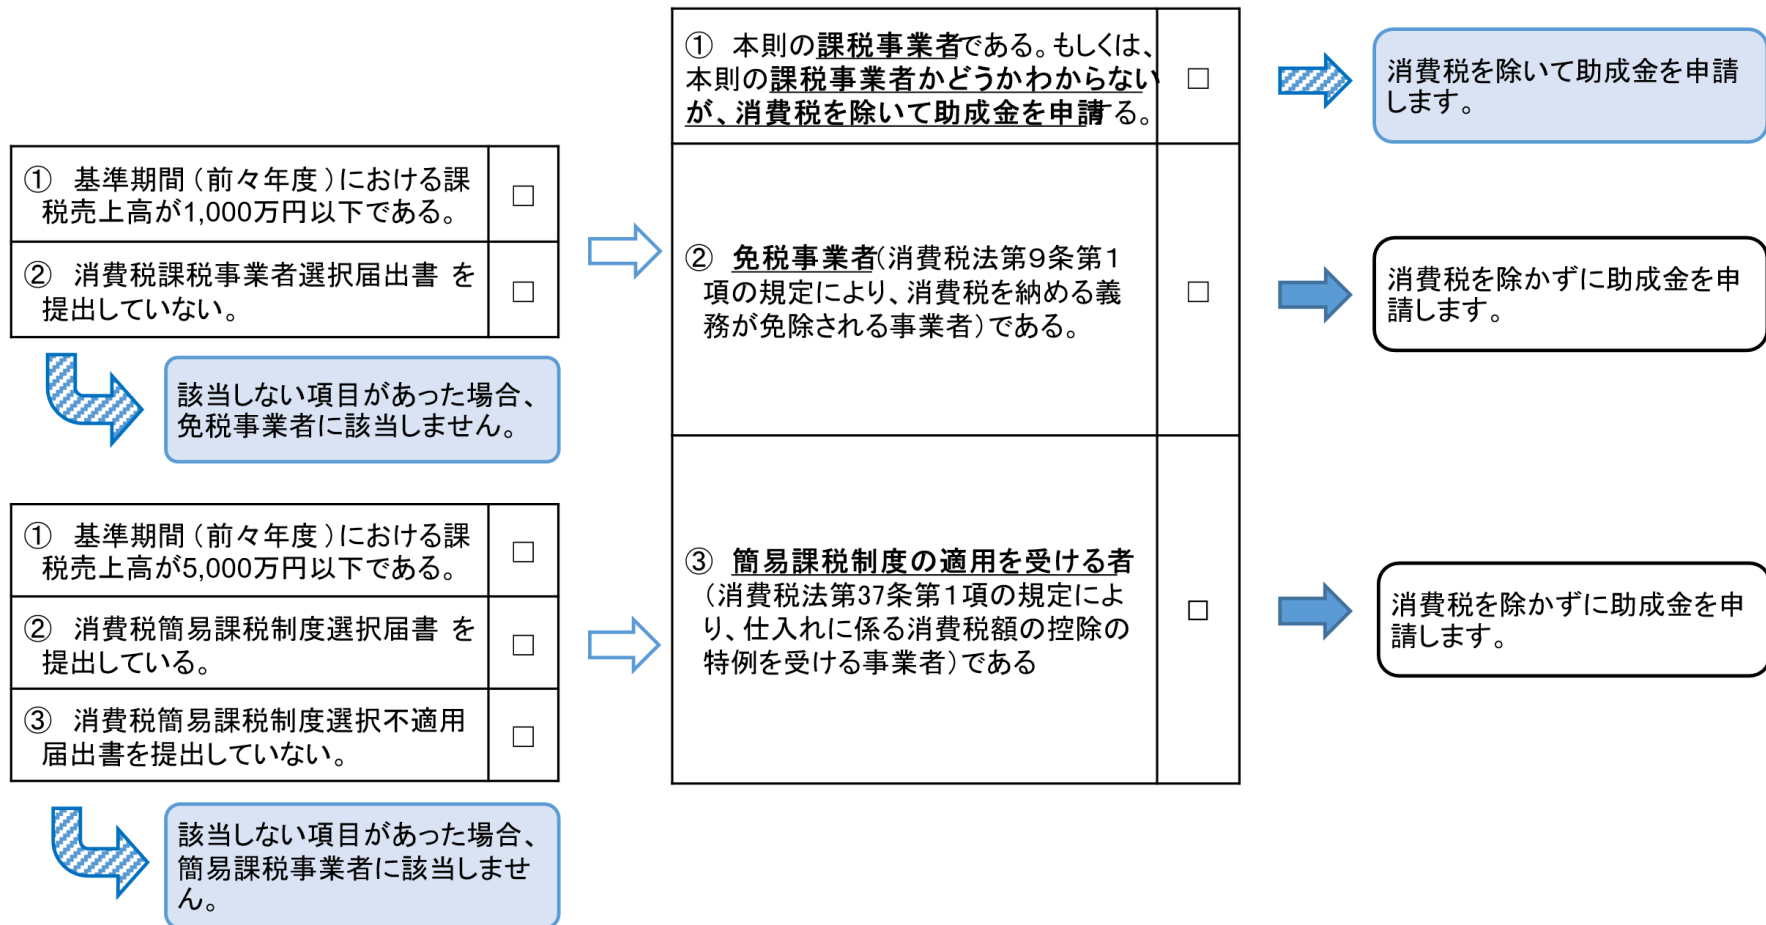 ① 本則の課税事業者である。もしくは、
本則の課税事業者かどうかわからない
が、消費税を除いて助成金を申請する。
□
消費税を除いて助成金を申請
します。
① 基準期間(前々年度)における課
税売上高が1,000万円以下である。
□
② 消費税課税事業者選択届出書 を
提出していない。
□
該当しない項目があった場合、
免税事業者に該当しません。
② 免税事業者(消費税法第9条第1
項の規定により、消費税を納める義
務が免除される事業者)である。
□
消費税を除かずに助成金を申
請します。
① 基準期間(前々年度)における課
税売上高が5,000万円以下である。
□
② 消費税簡易課税制度選択届書 を
提出している。
□
③ 消費税簡易課税制度選択不適用
届出書を提出していない。
□
該当しない項目があった場合、
簡易課税事業者に該当しませ
ん。
③ 簡易課税制度の適用を受ける者
(消費税法第37条第1項の規定によ
り、仕入れに係る消費税額の控除の
特例を受ける事業者)である
□
消費税を除かずに助成金を申
請します。